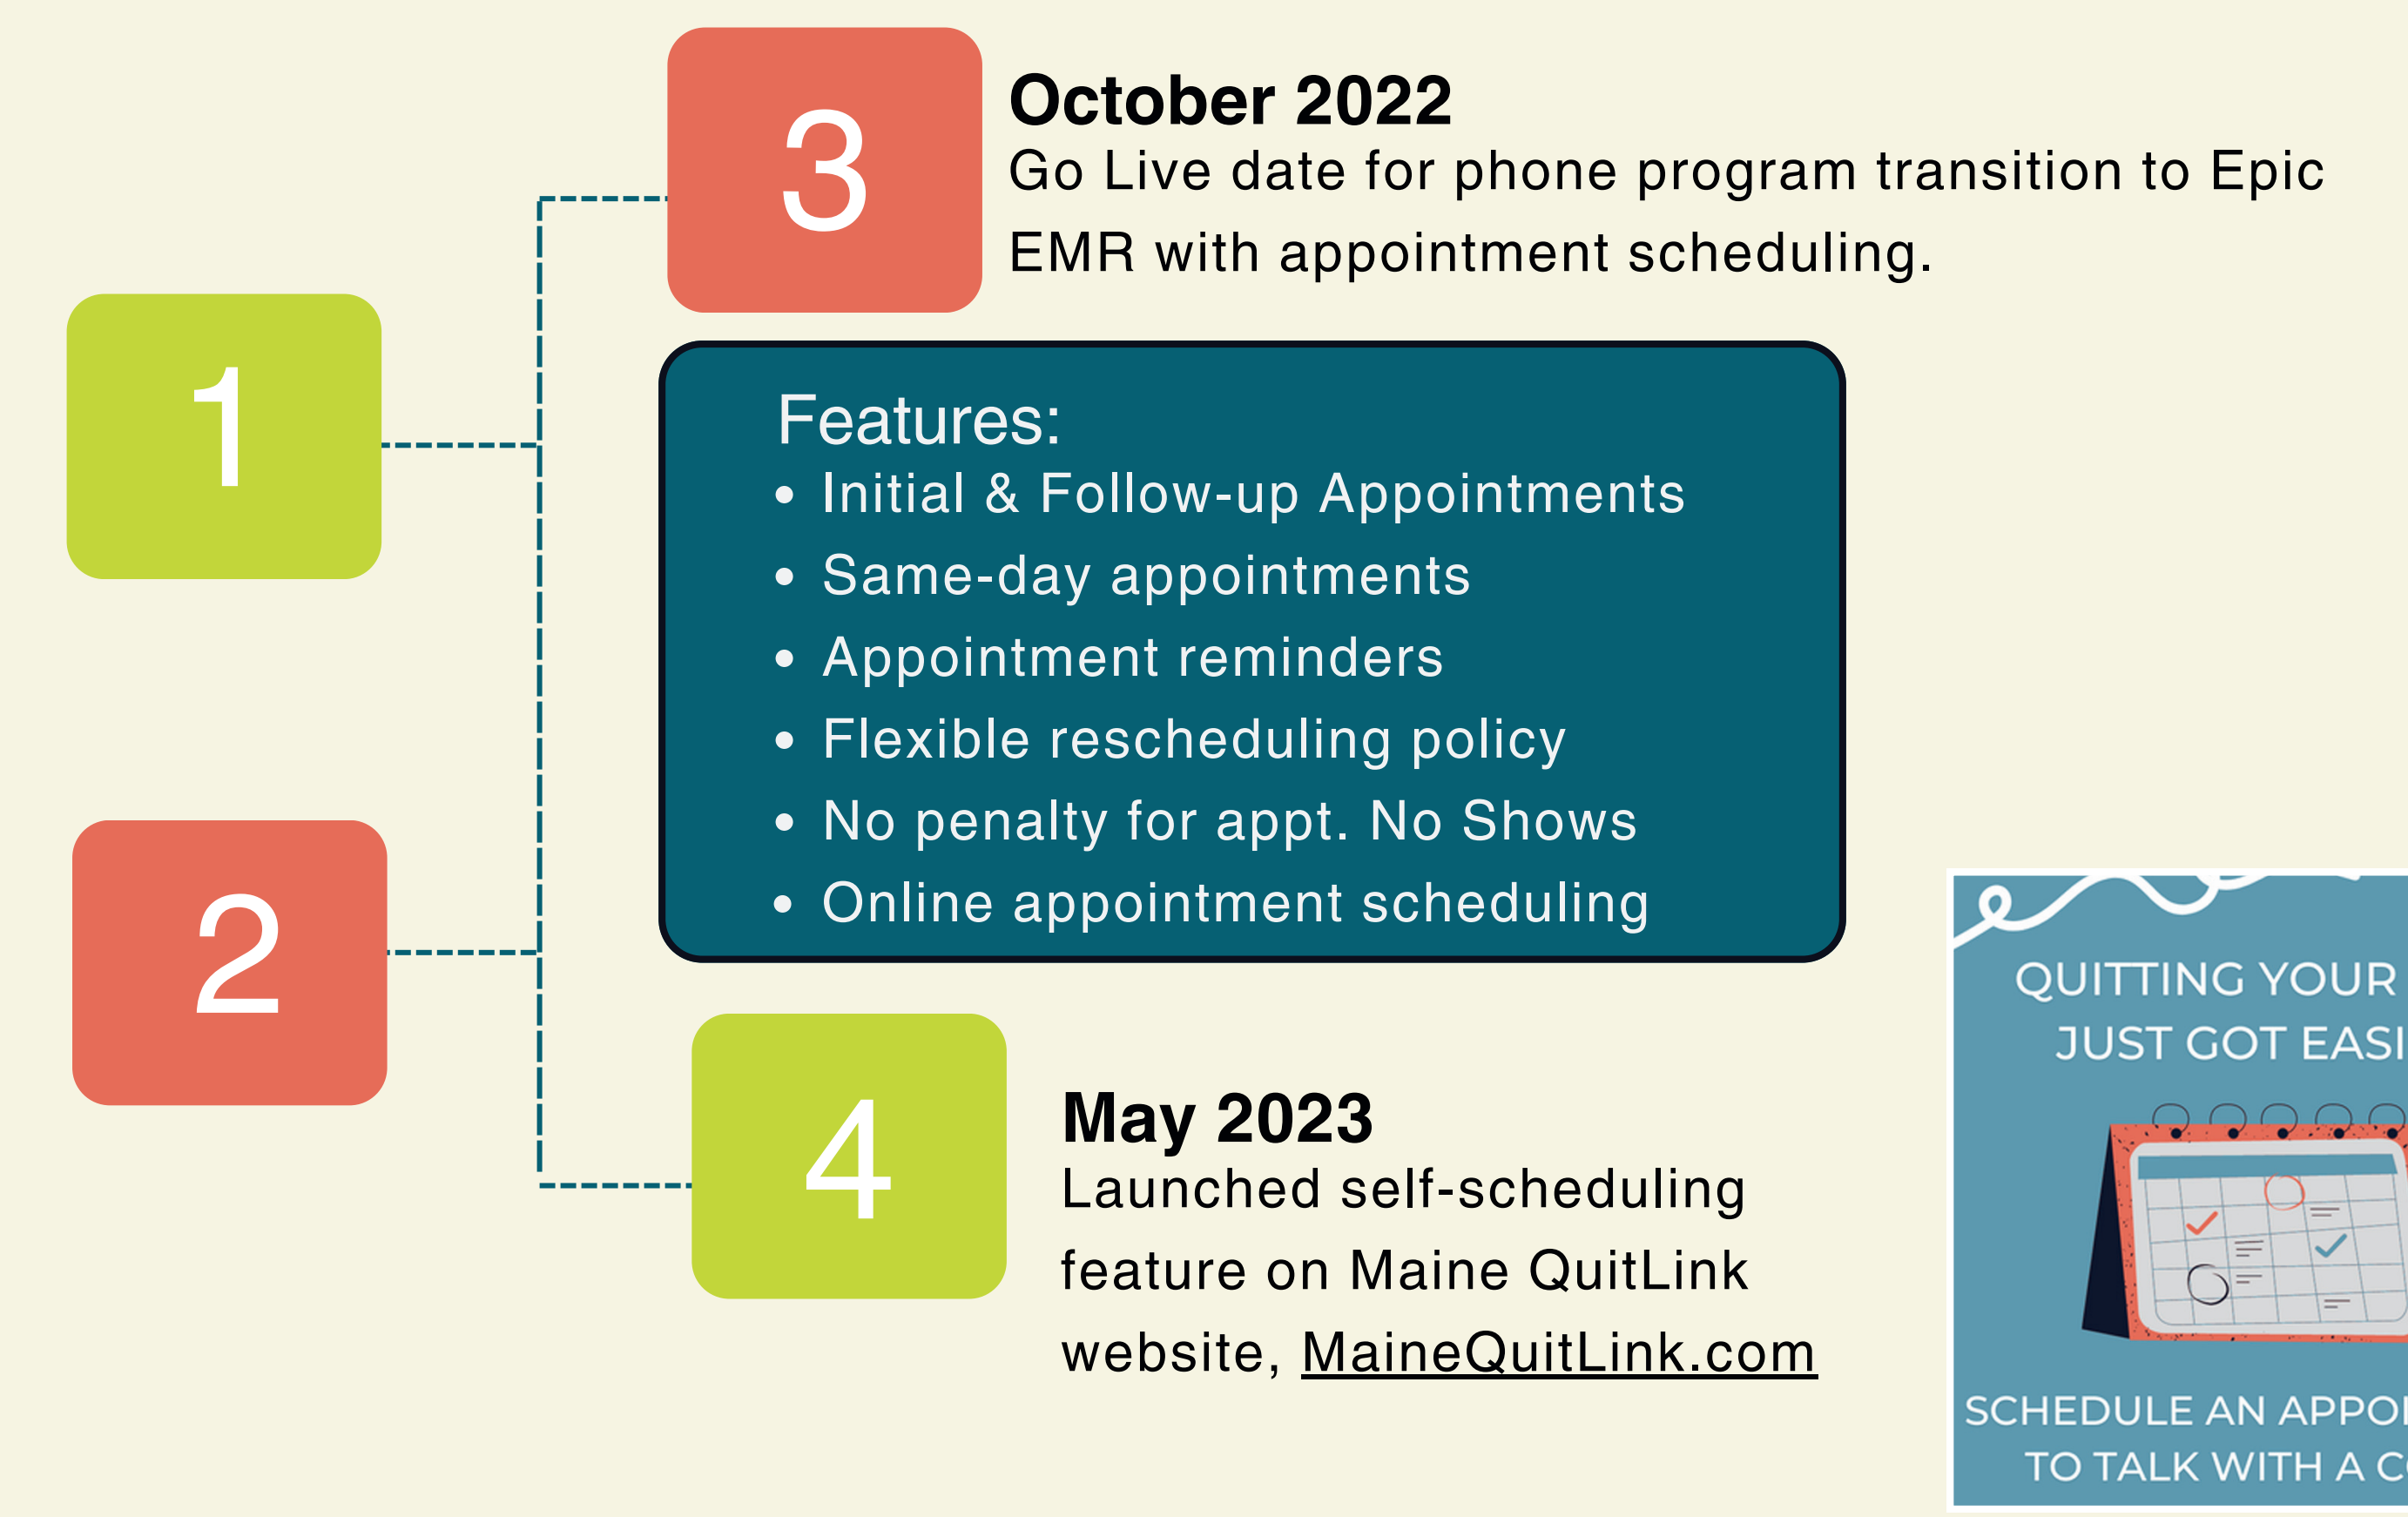 3
October 2022
Go Live date for phone program transition to Epic
EMR with appointment scheduling.
1
Features:
• Initial & Follow-up Appointments
• Same-day appointments
• Appointment reminders
• Flexible rescheduling policy
• No penalty for appt. No Shows
• Online appointment scheduling
2
4
May 2023
Launched self-scheduling
feature on Maine QuitLink
website, MaineQuitLink.com
QUITTING YOUR
JUST GOT
SCHEDULE AN
TO TALK WITH A